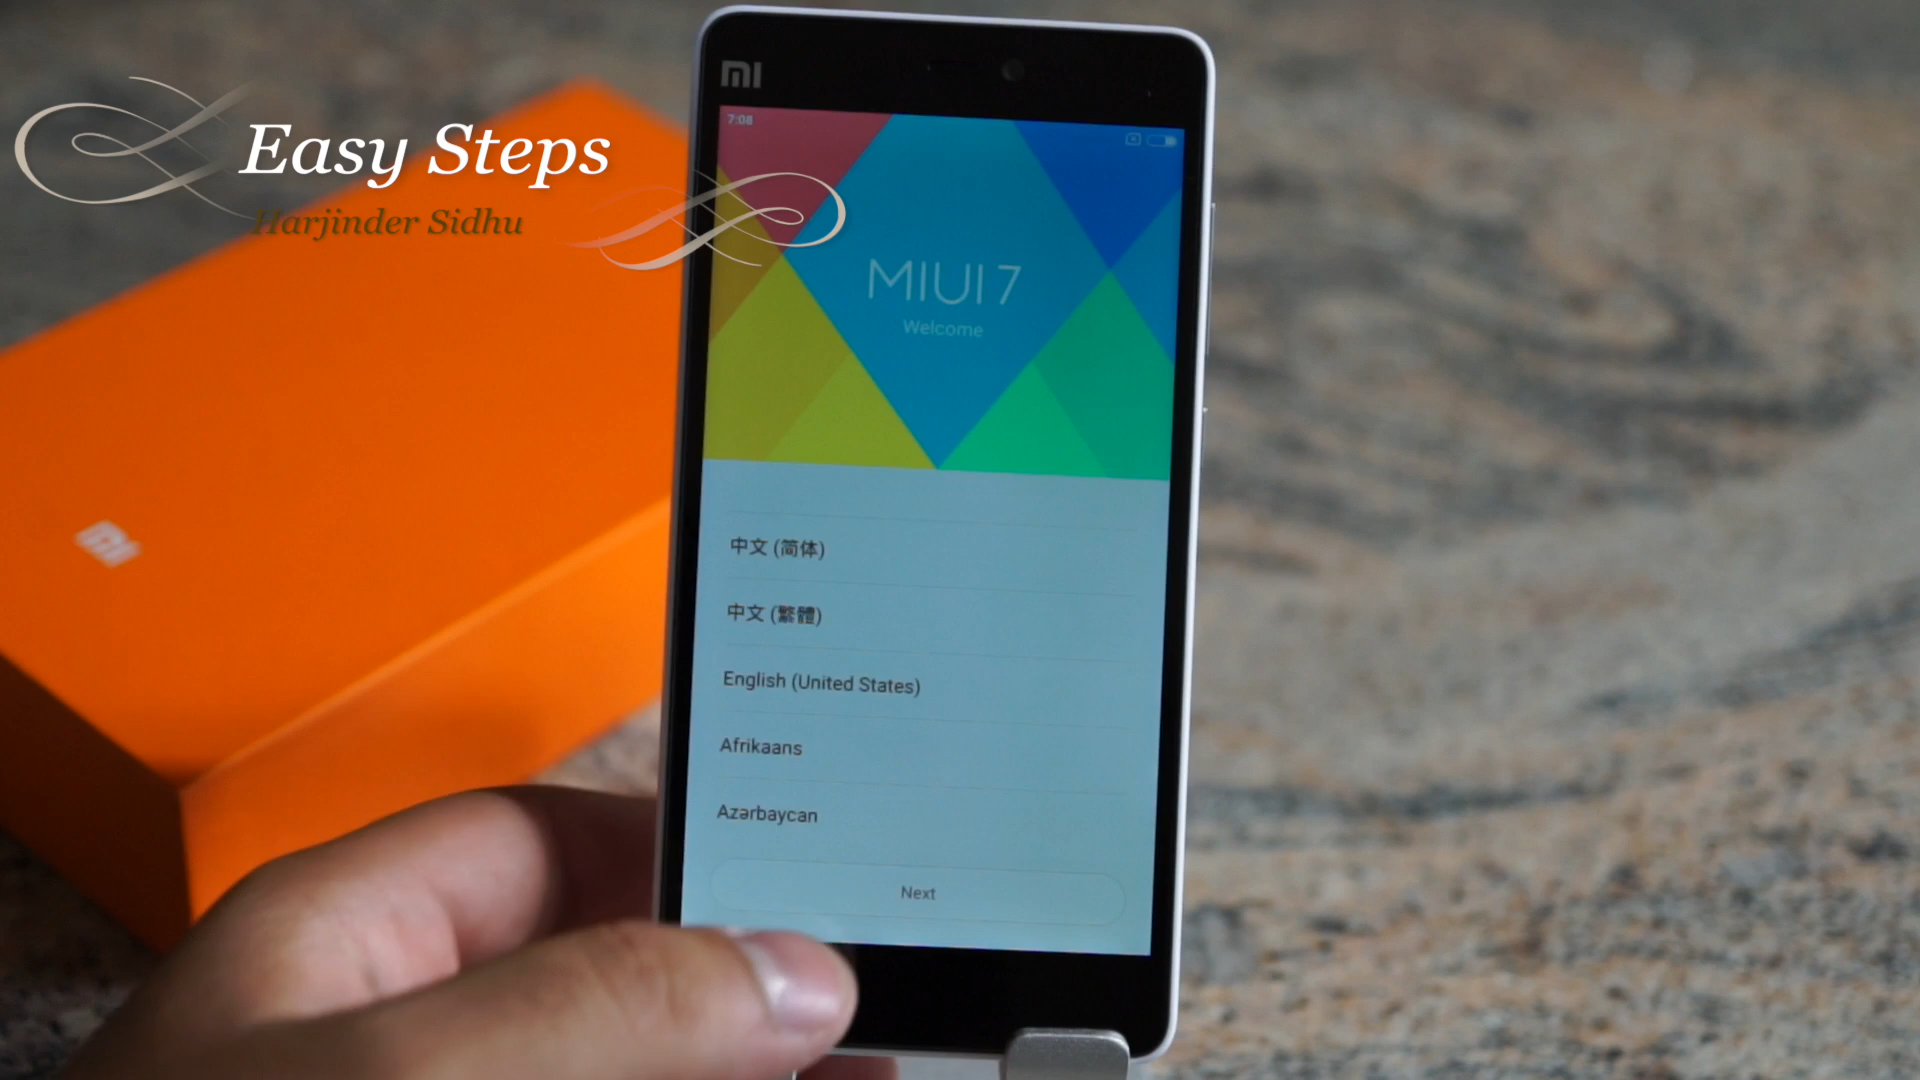 Easy Steps
Harjinder Sidhu
mi
7:08
MIUI 7
Welcome
中文 (简体)
中文 (繁體)
English (United States)
Afrikaans
Azərbaycan
Next
mi